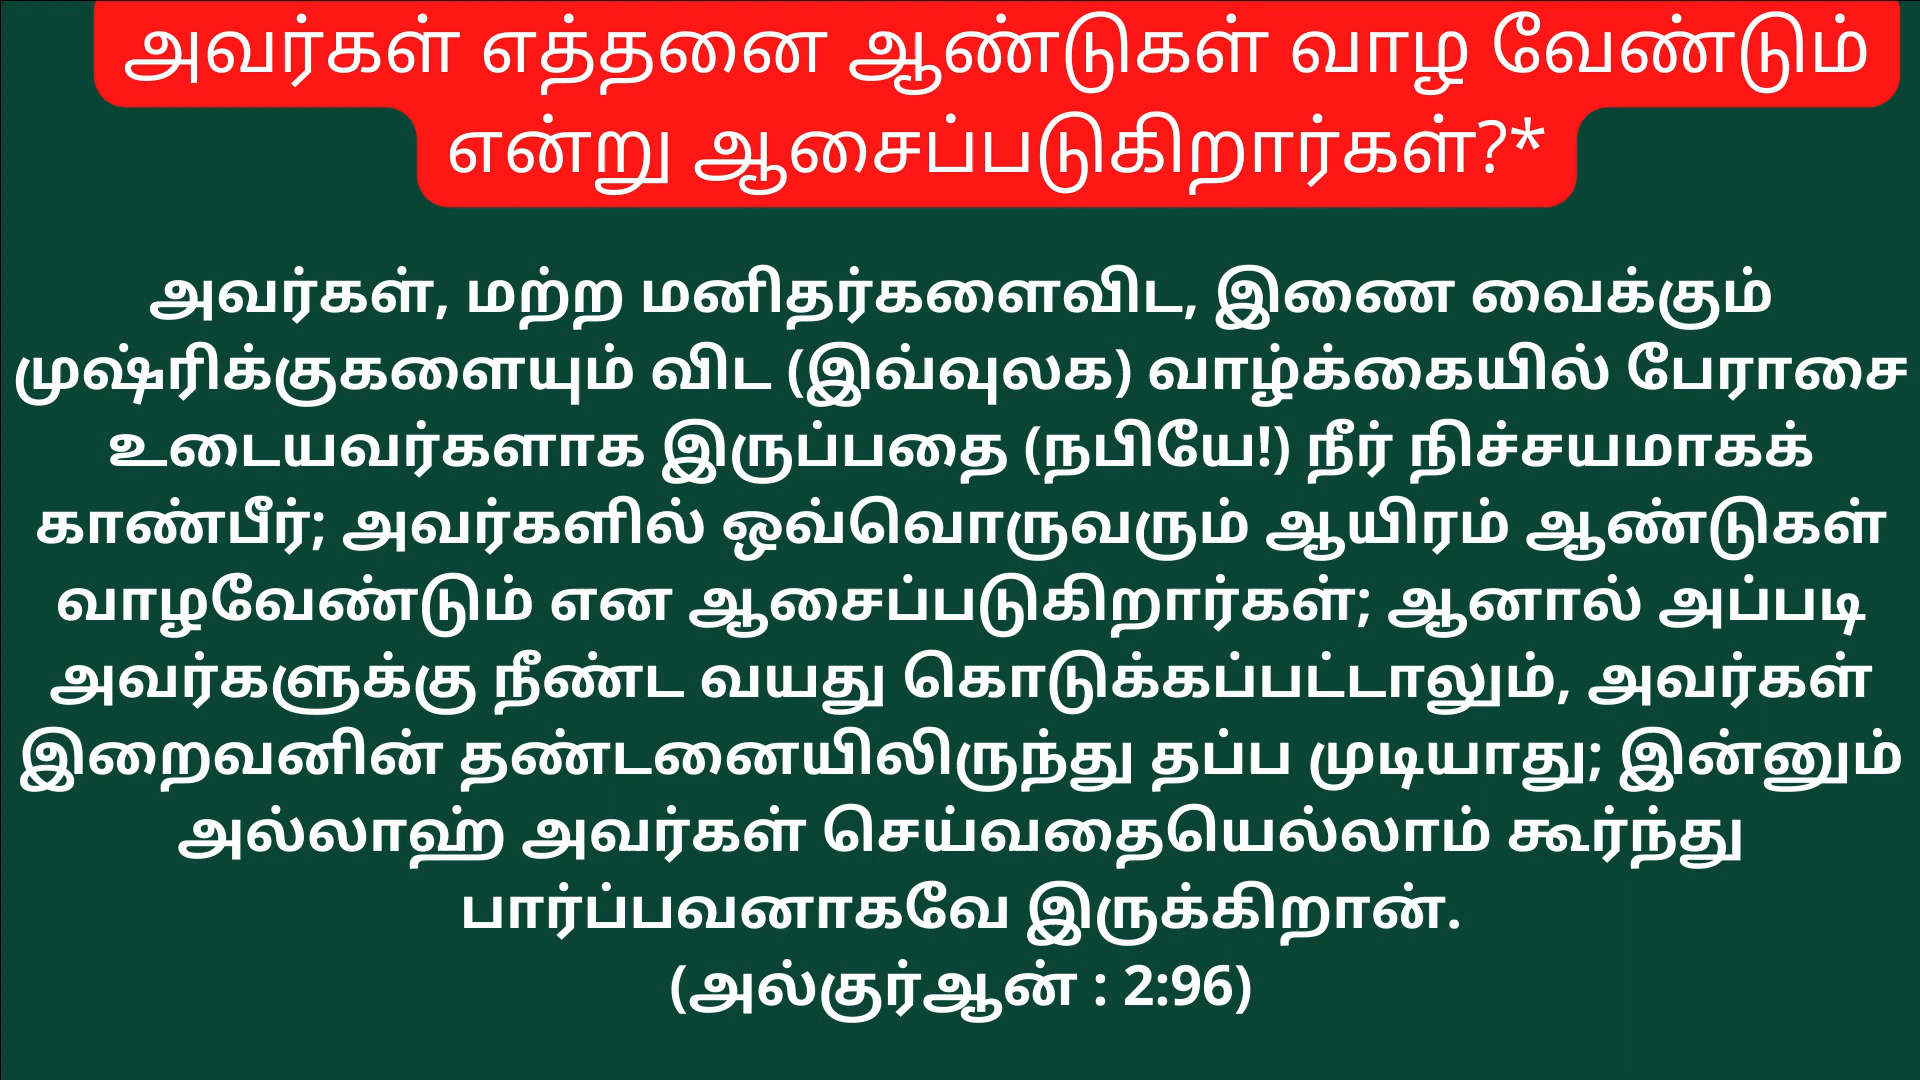 அவர்கள் எத்தனை ஆண்டுகள் வாழ வேண்டும்
என்று ஆசைப்படுகிறார்கள்?*
அவர்கள், மற்ற மனிதர்களைவிட, இணை வைக்கும்
முஷ்ரிக்குகளையும் விட (இவ்வுலக) வாழ்க்கையில் பேராசை
உடையவர்களாக இருப்பதை (நபியே!) நீர் நிச்சயமாகக்
காண்பீர்; அவர்களில் ஒவ்வொருவரும் ஆயிரம் ஆண்டுகள்
வாழவேண்டும் என ஆசைப்படுகிறார்கள்; ஆனால் அப்படி
அவர்களுக்கு நீண்ட வயது கொடுக்கப்பட்டாலும், அவர்கள்
இறைவனின் தண்டனையிலிருந்து தப்ப முடியாது; இன்னும்
அல்லாஹ் அவர்கள் செய்வதையெல்லாம் கூர்ந்து
பார்ப்பவனாகவே இருக்கிறான்.
(அல்குர்ஆன் : 2:96)